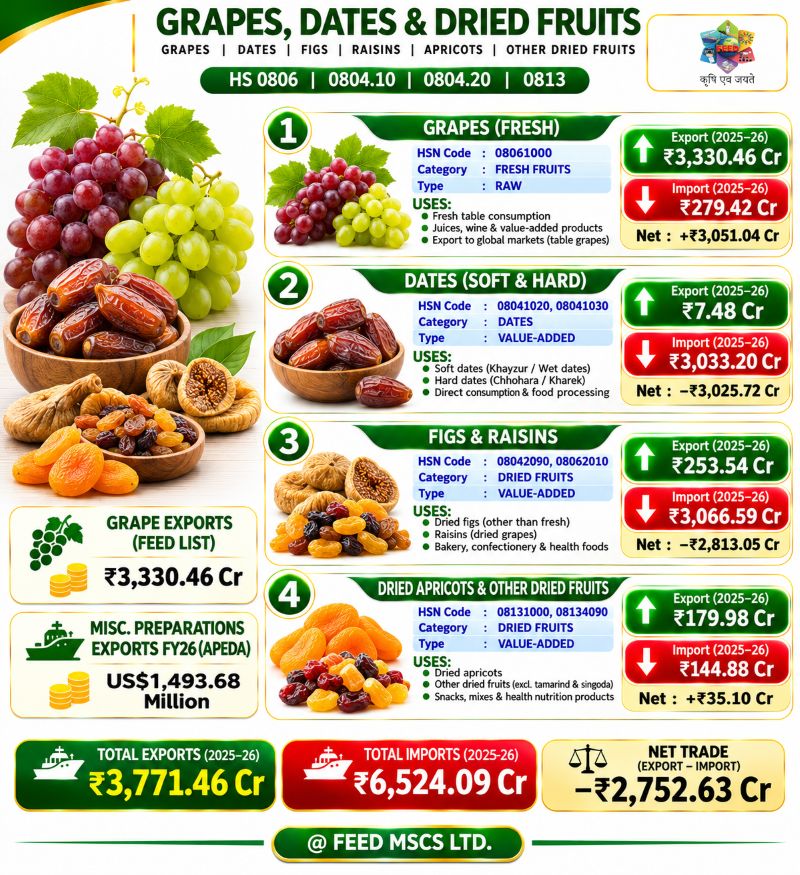 GRAPES, DATES & DRIED FRUITS
GRAPES | DATES | FIGS | RAISINS | APRICOTS | OTHER DRIED FRUITS
HS 0806 | 0804.10 | 0804.20 | 0813
FEED
कृषि एव जयते
1
GRAPES (FRESH)
HSN Code : 08061000
Category : FRESH FRUITS
Type : RAW
USES:
Fresh table consumption
Juices, wine & value-added products
Export to global markets (table grapes)
Export (2025–26)
₹3,330.46 Cr
Import (2025–26)
₹279.42 Cr
Net : +₹3,051.04 Cr
2
DATES (SOFT & HARD)
HSN Code : 08041020, 08041030
Category : DATES
Type : VALUE-ADDED
USES:
Soft dates (Khayzur / Wet dates)
Hard dates (Chhohara / Kharek)
Direct consumption & food processing
Export (2025–26)
₹7.48 Cr
Import (2025–26)
₹3,033.20 Cr
Net : −₹3,025.72 Cr
3
FIGS & RAISINS
HSN Code : 08042090, 08062010
Category : DRIED FRUITS
Type : VALUE-ADDED
USES:
Dried figs (other than fresh)
Raisins (dried grapes)
Bakery, confectionery & health foods
Export (2025–26)
₹253.54 Cr
Import (2025–26)
₹3,066.59 Cr
Net : −₹2,813.05 Cr
4
DRIED APRICOTS & OTHER DRIED FRUITS
HSN Code : 08131000, 08134090
Category : DRIED FRUITS
Type : VALUE-ADDED
USES:
Dried apricots
Other dried fruits (excl. tamarind & singoda)
Snacks, mixes & health nutrition products
Export (2025–26)
₹179.98 Cr
Import (2025–26)
₹144.88 Cr
Net : +₹35.10 Cr
GRAPE EXPORTS
(FEED LIST)
₹3,330.46 Cr
MISC. PREPARATIONS
EXPORTS FY26 (APEDA)
US$1,493.68
Million
TOTAL EXPORTS (2025–26)
₹3,771.46 Cr
TOTAL IMPORTS (2025–26)
₹6,524.09 Cr
NET TRADE
(EXPORT – IMPORT)
−₹2,752.63 Cr
@ FEED MSCS LTD.